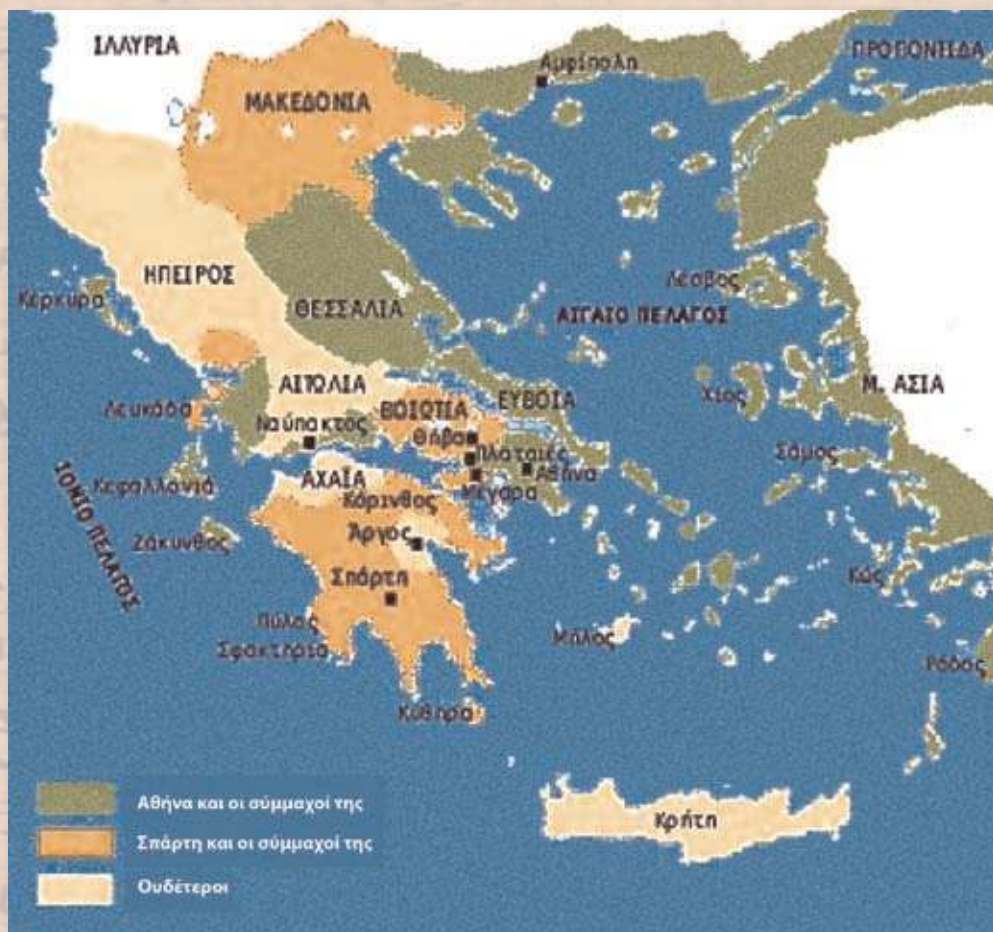 ΙΛΛΥΡΙΑ
ΠΡΟΠΟΝΤΙΔΑ
Αμφίπολη
ΜΑΚΕΔΟΝΙΑ
ΗΠΕΙΡΟΣ
Κέρκυρα
ΘΕΣΣΑΛΙΑ
Λέσβος
ΑΙΓΑΙΟ ΠΕΛΑΓΟΣ
ΑΙΤΩΛΙΑ
ΕΥΒΟΙΑ
Χίος
Μ. ΑΣΙΑ
Λευκάδα
ΒΟΙΩΤΙΑ
Ναύπακτος
Θήβα
Πλαταιές
Αθήνα
Σάμος
ΙΟΝΙΟ ΠΕΛΑΓΟΣ
Κεφαλλονιά
ΑΧΑΪΑ
Μέγαρα
Κόρινθος
Ζάκυνθος
Άργος
Σπάρτη
Κώς
Πύλος
Σφακτηρία
Μήλος
Ρόδος
Κύθηρα
Κρήτη
Αθήνα και οι σύμμαχοί της
Σπάρτη και οι σύμμαχοί της
Ουδέτεροι